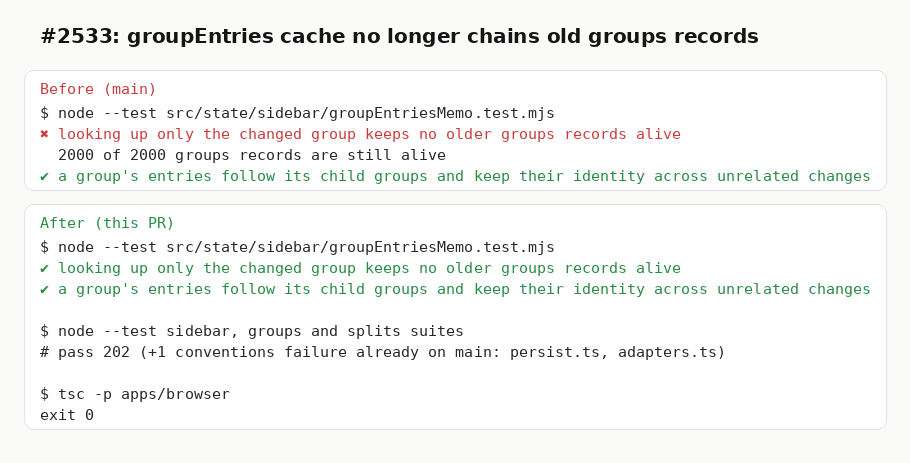 #2533: groupEntries cache no longer chains old groups records
Before (main)
$ node --test src/state/sidebar/groupEntriesMemo.test.mjs
✖ looking up only the changed group keeps no older groups records alive
2000 of 2000 groups records are still alive
✔ a group's entries follow its child groups and keep their identity across unrelated changes
After (this PR)
$ node --test src/state/sidebar/groupEntriesMemo.test.mjs
✔ looking up only the changed group keeps no older groups records alive
✔ a group's entries follow its child groups and keep their identity across unrelated changes
$ node --test sidebar, groups and splits suites
# pass 202 (+1 conventions failure already on main: persist.ts, adapters.ts)
$ tsc -p apps/browser
exit 0